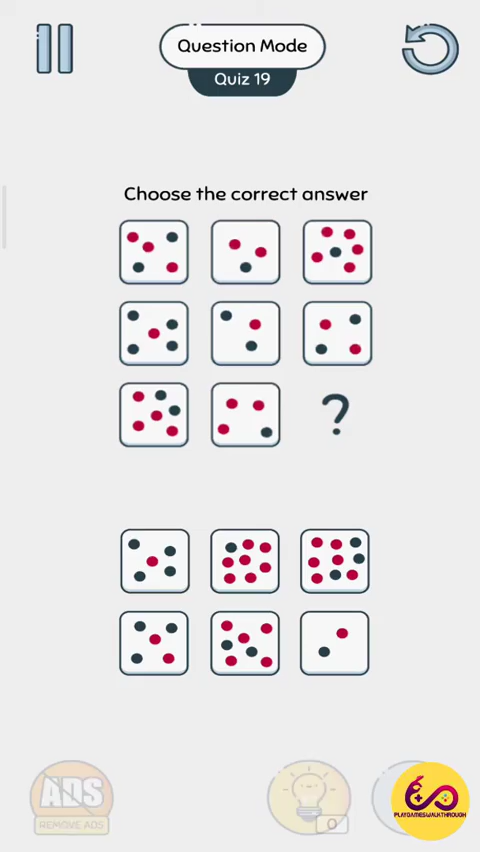 Question Mode
Quiz 19
Choose the correct answer
?
ADS
REMOVE ADS
0
PLAYGAMESWALKTHROUGH